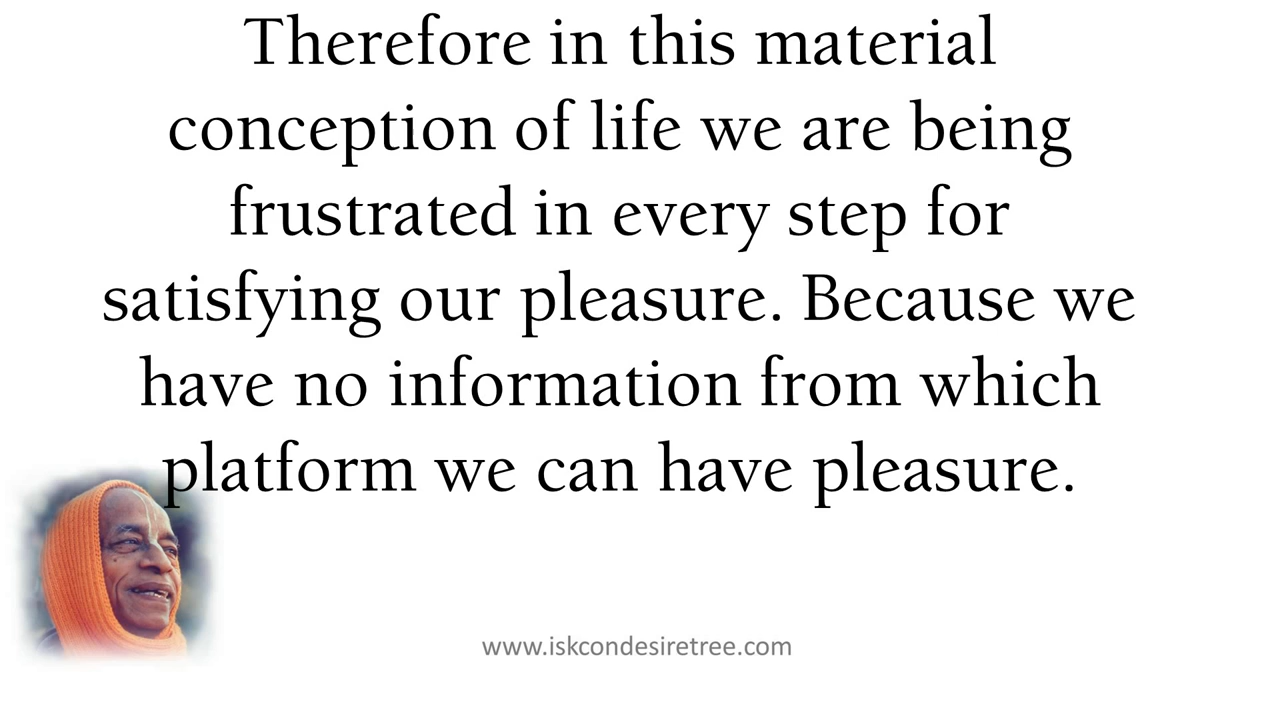 Therefore in this material
conception of life we are being
frustrated in every step for
satisfying our pleasure. Because we
have no information from which
platform we can have pleasure.
www.iskcondesiretree.com